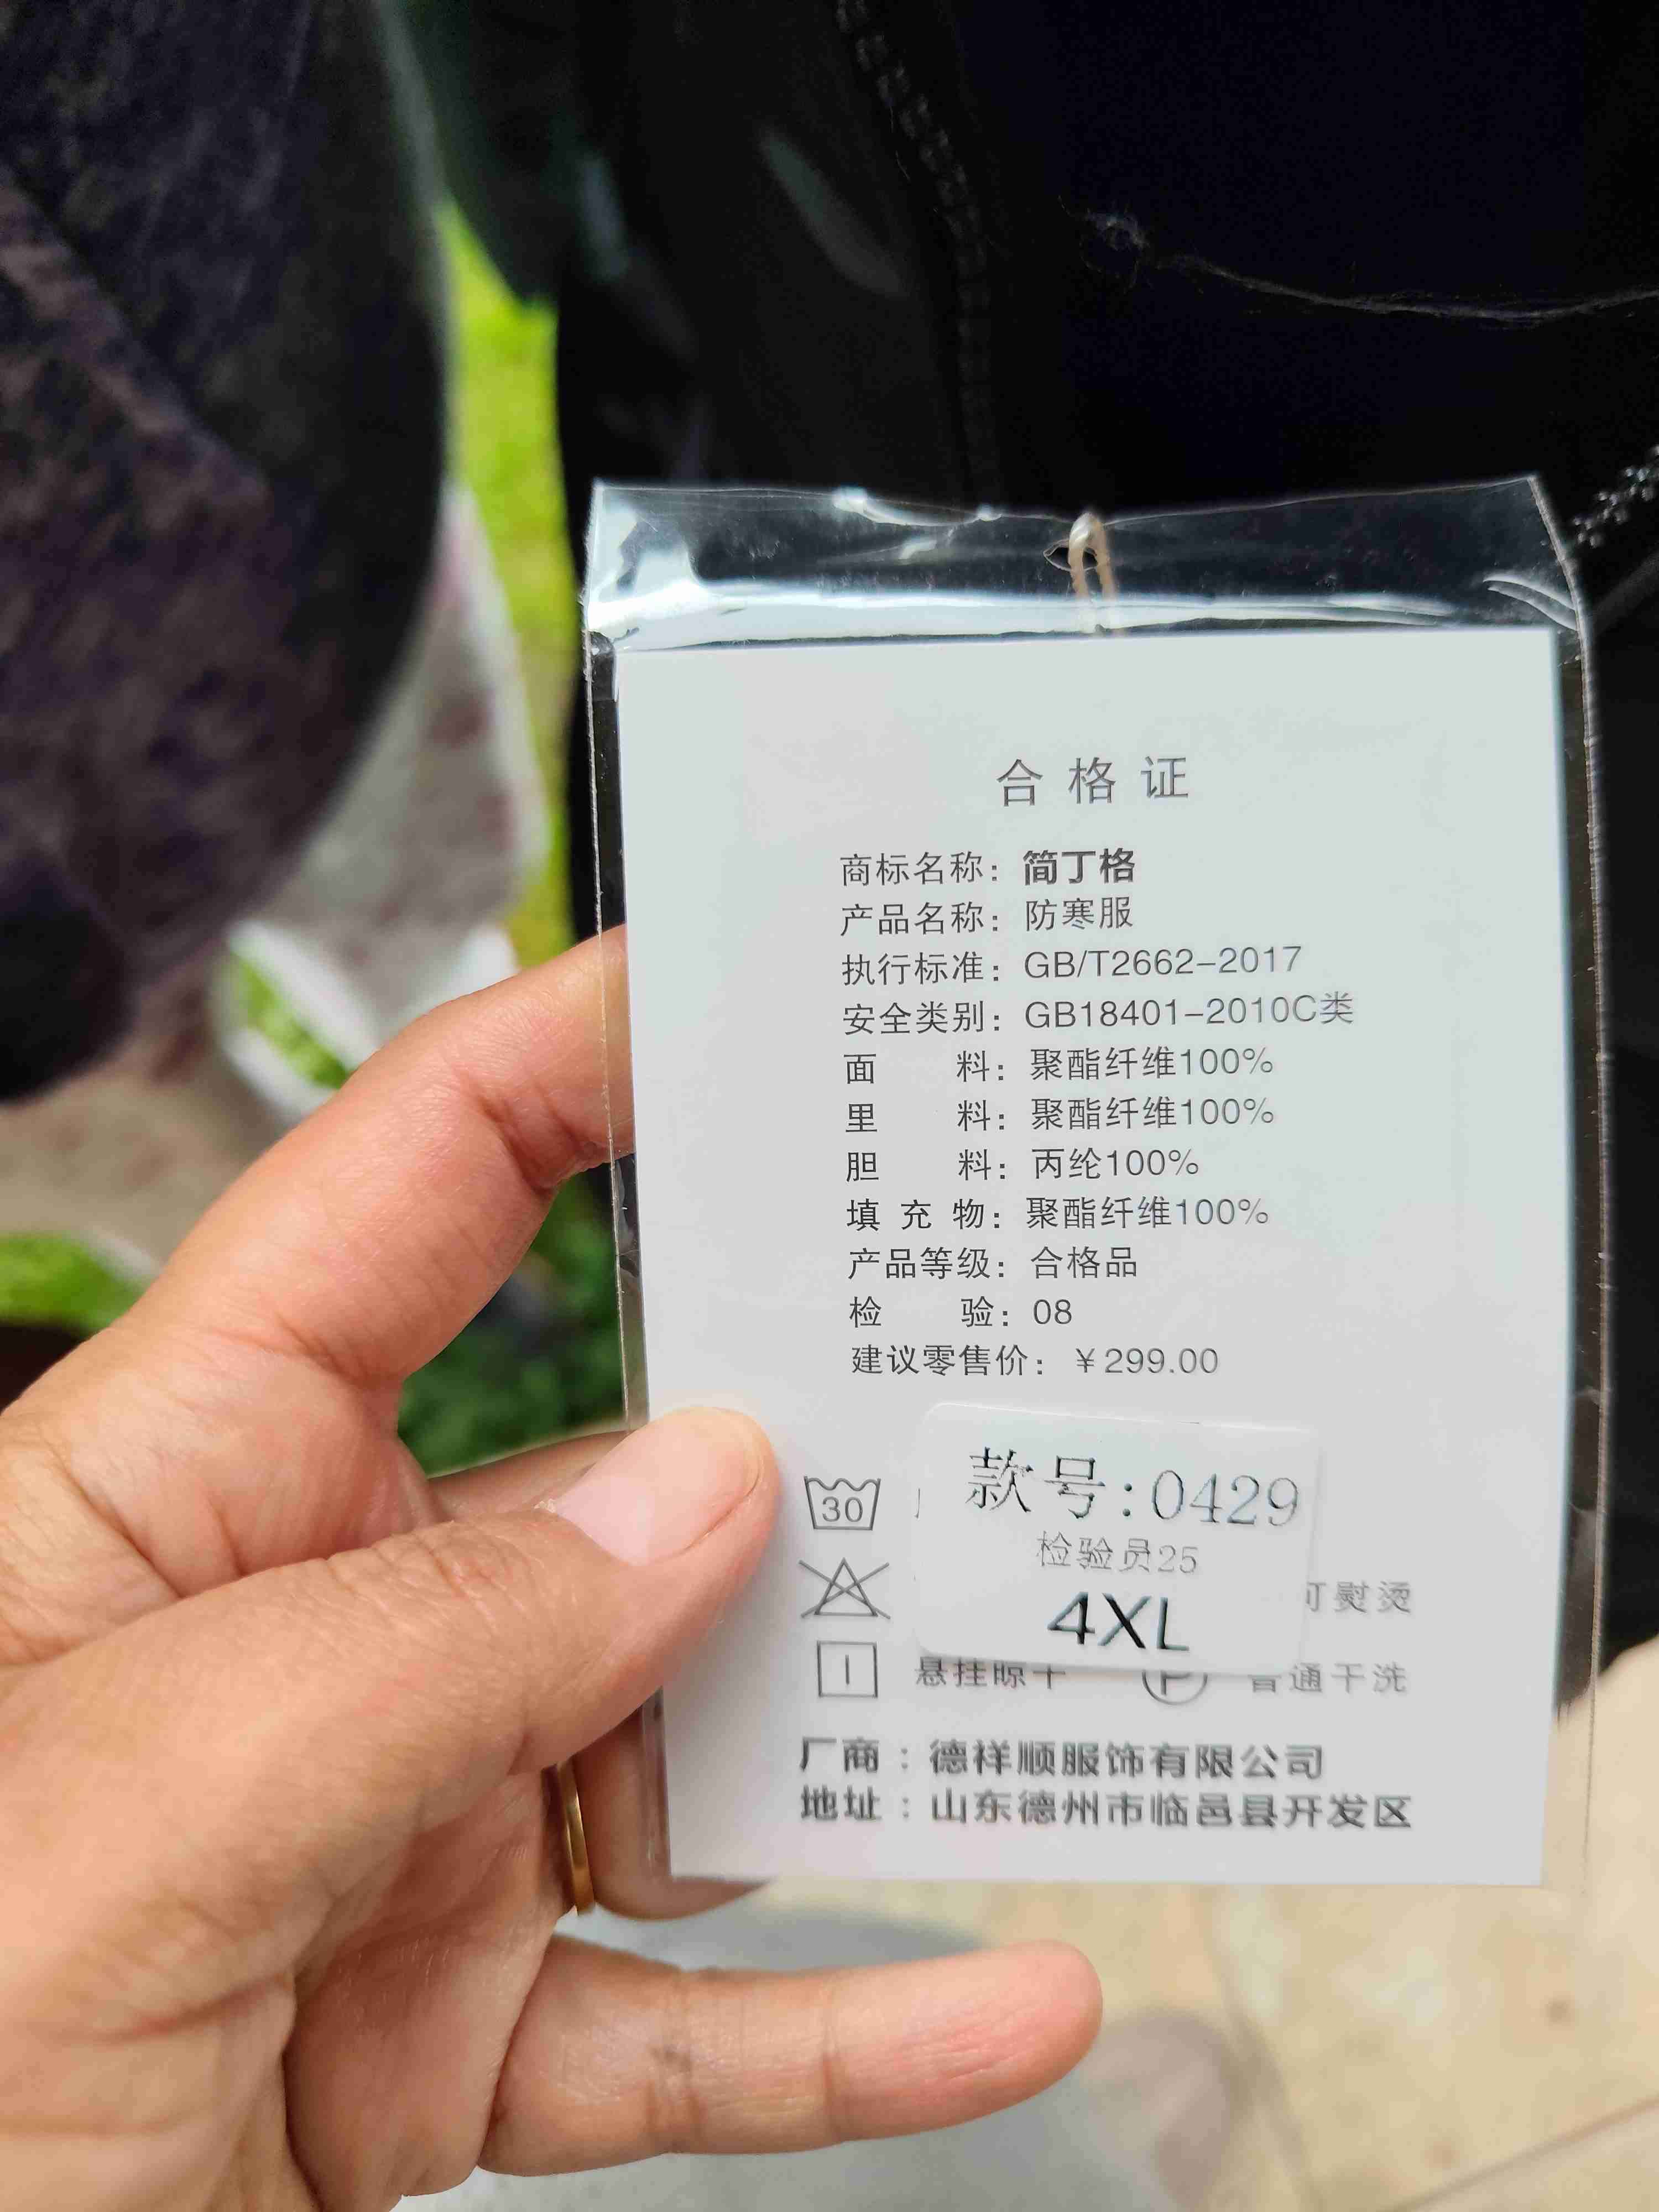 合格证
商标名称：简丁格
产品名称：防寒服
执行标准：GB/T2662-2017
安全类别：GB18401-2010C类
面料：聚酯纤维100%
里料：聚酯纤维100%
胆料：丙纶100%
填充物：聚酯纤维100%
产品等级：合格品
检验：08
建议零售价：￥299.00
款号:0429
检验员25
4XL
30
可熨烫
悬挂晾干 P 普通干洗
厂商：德祥顺服饰有限公司
地址：山东德州市临邑县开发区